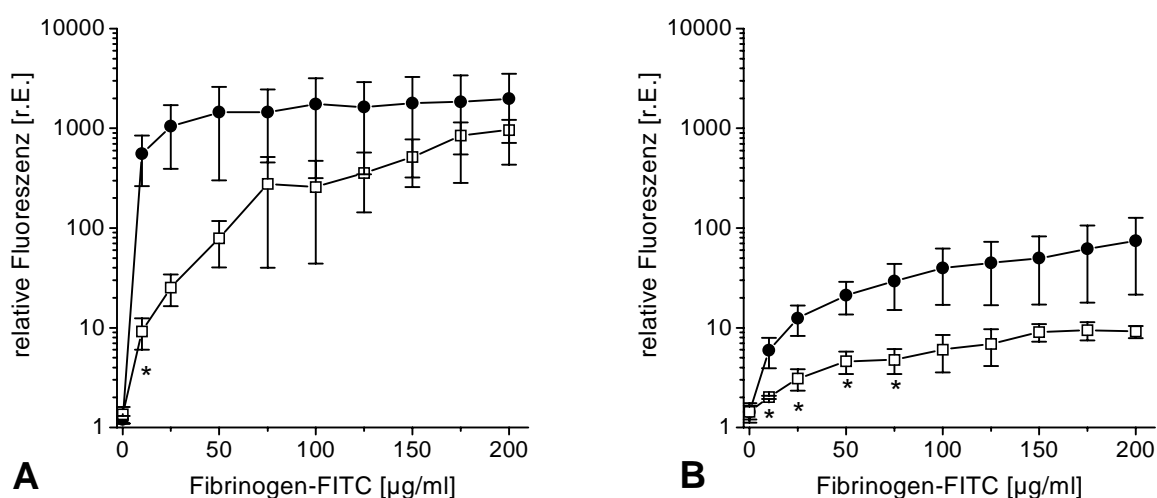 10000
1000
100
10
1
relative Fluoreszenz [r.E.]
0 50 100 150 200
Fibrinogen-FITC [µg/ml]
*
A
10000
1000
100
10
1
relative Fluoreszenz [r.E.]
0 50 100 150 200
Fibrinogen-FITC [µg/ml]
* * * *
B